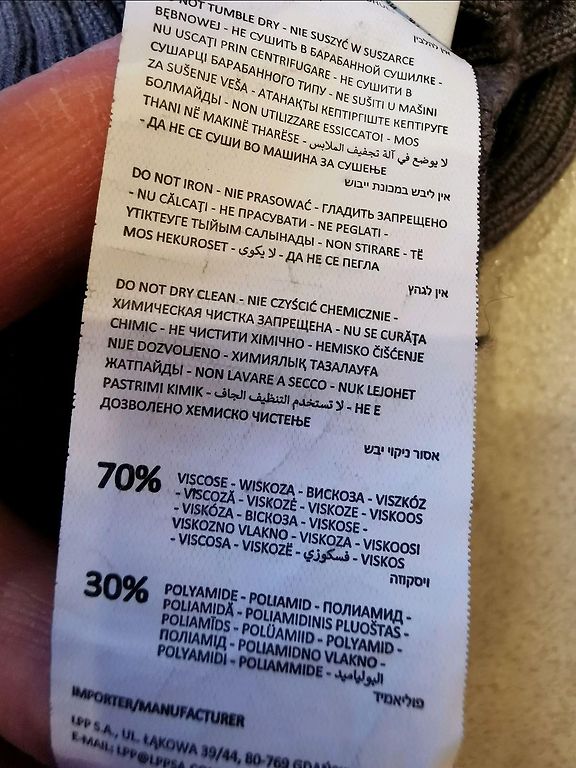 NOT TUMBLE DRY - NIE SUSZYĆ W SUSZARCE
BĘBNOWEJ - НЕ СУШИТЬ В БАРАБАННОЙ СУШИЛКЕ -
NU USCAȚI PRIN CENTRIFUGARE - НЕ СУШИТИ В
СУШАРЦІ БАРАБАННОГО ТИПУ - NE SUŠITI U MAŠINI
ZA SUŠENJE VEŠA - АТАНАҚТЫ КЕПТІРГІШТЕ КЕПТІРУГЕ
БОЛМАЙДЫ - NON UTILIZZARE ESSICCATOI - MOS
THANI NË MAKINË THARËSE - لا يوضع في آلة تجفيف الملابس
- ДА НЕ СЕ СУШИ ВО МАШИНА ЗА СУШЕЊЕ
אין ליבש במכונת ייבוש
DO NOT IRON - NIE PRASOWAĆ - ГЛАДИТЬ ЗАПРЕЩЕНО
- NU CĂLCAŢI - НЕ ПРАСУВАТИ - NE PEGLATI -
ҮТІКТЕУГЕ ТЫЙЫМ САЛЫНАДЫ - NON STIRARE - TË
MOS HEKUROSET - لا يكوى - ДА НЕ СЕ ПЕГЛА
אין לגהץ
DO NOT DRY CLEAN - NIE CZYŚCIĆ CHEMICZNIE -
ХИМИЧЕСКАЯ ЧИСТКА ЗАПРЕЩЕНА - NU SE CURĂŢA
CHIMIC - НЕ ЧИСТИТИ ХІМІЧНО - HEMISKO ČIŠĆENJE
NIJE DOZVOLJENO - ХИМИЯЛЫҚ ТАЗАЛАУҒА
ЖАТПАЙДЫ - NON LAVARE A SECCO - NUK LEJOHET
PASTRIMI KIMIK - لا تستخدم التنظيف الجاف - НЕ Е
ДОЗВОЛЕНО ХЕМИСКО ЧИСТЕЊЕ
אסור ניקוי יבש
70% VISCOSE - WISKOZA - ВИСКОЗА - VISZKÓZ
- VISCOZĂ - VISKOZĖ - VISKOZE - VISKOOS
- VISKÓZA - ВІСКОЗА - VISKOSE -
VISKOZNO VLAKNO - VISKOZA - VISKOOSI
- VISCOSA - VISKOZË - فسكوزي - VISKOS
ויסקוזה
30% POLYAMIDE - POLIAMID - ПОЛИАМИД -
POLIAMIDĂ - POLIAMIDINIS PLUOŠTAS -
POLIAMĪDS - POLÜAMIID - POLYAMID -
ПОЛІАМІД - POLIAMIDNO VLAKNO -
POLYAMIDI - POLIAMMIDE - البولياميد
פוליאמיד
IMPORTER/MANUFACTURER
LPP S.A., UL. ŁĄKOWA 39/44, 80-769
E-MAIL: